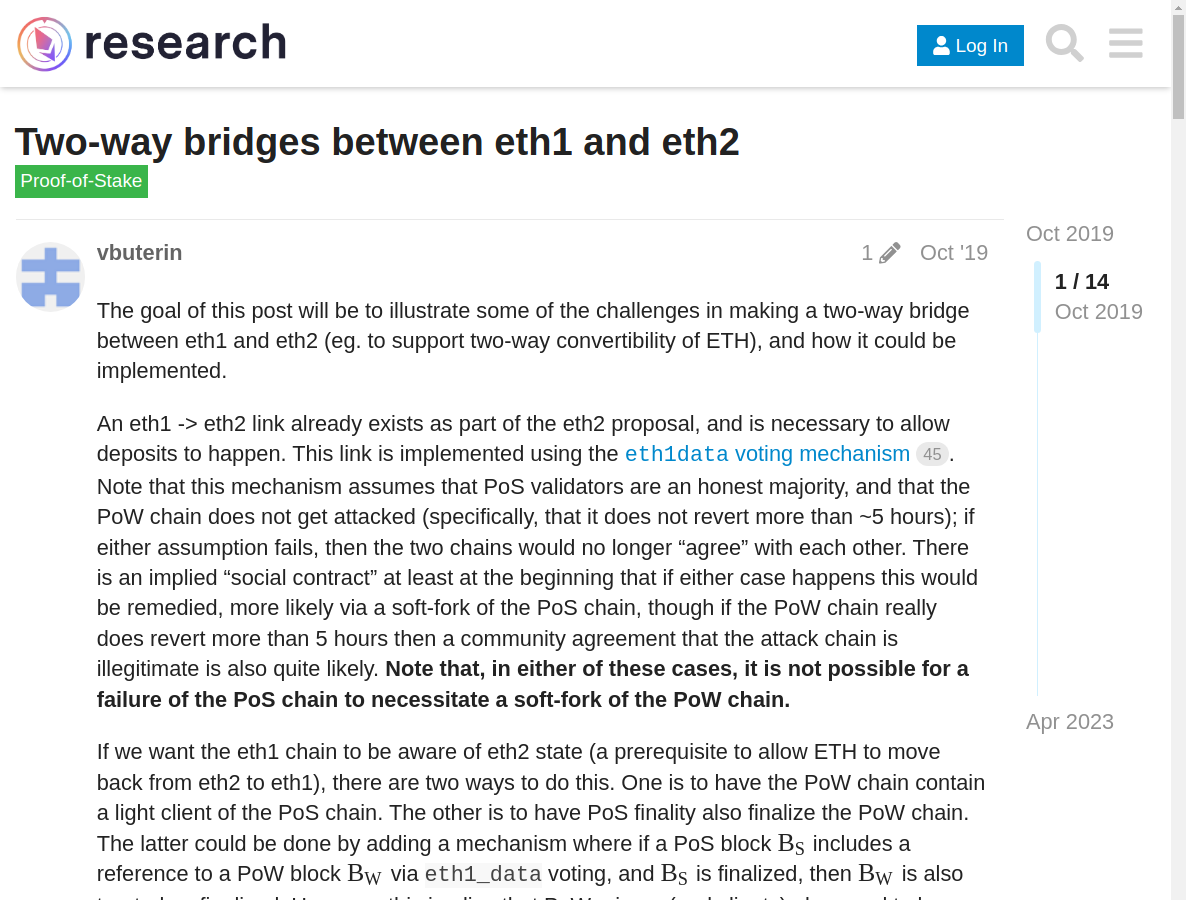 research
Log In
Two-way bridges between eth1 and eth2
Proof-of-Stake
vbuterin
1
Oct '19
The goal of this post will be to illustrate some of the challenges in making a two-way bridge
between eth1 and eth2 (eg. to support two-way convertibility of ETH), and how it could be
implemented.
An eth1 -> eth2 link already exists as part of the eth2 proposal, and is necessary to allow
deposits to happen. This link is implemented using the eth1data voting mechanism 45.
Note that this mechanism assumes that PoS validators are an honest majority, and that the
PoW chain does not get attacked (specifically, that it does not revert more than ~5 hours); if
either assumption fails, then the two chains would no longer “agree” with each other. There
is an implied “social contract” at least at the beginning that if either case happens this would
be remedied, more likely via a soft-fork of the PoS chain, though if the PoW chain really
does revert more than 5 hours then a community agreement that the attack chain is
illegitimate is also quite likely. Note that, in either of these cases, it is not possible for a
failure of the PoS chain to necessitate a soft-fork of the PoW chain.
If we want the eth1 chain to be aware of eth2 state (a prerequisite to allow ETH to move
back from eth2 to eth1), there are two ways to do this. One is to have the PoW chain contain
a light client of the PoS chain. The other is to have PoS finality also finalize the PoW chain.
The latter could be done by adding a mechanism where if a PoS block B_S includes a
reference to a PoW block B_W via eth1_data voting, and B_S is finalized, then B_W is also
Oct 2019
1 / 14
Oct 2019
Apr 2023